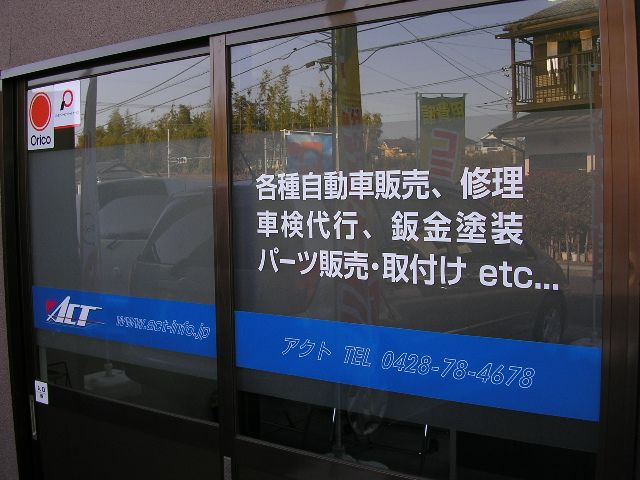 Orico
各種自動車販売、修理
車検代行、鈑金塗装
パーツ販売・取付け etc...
ACT www.act-info.jp
アクト TEL 0428-78-4678